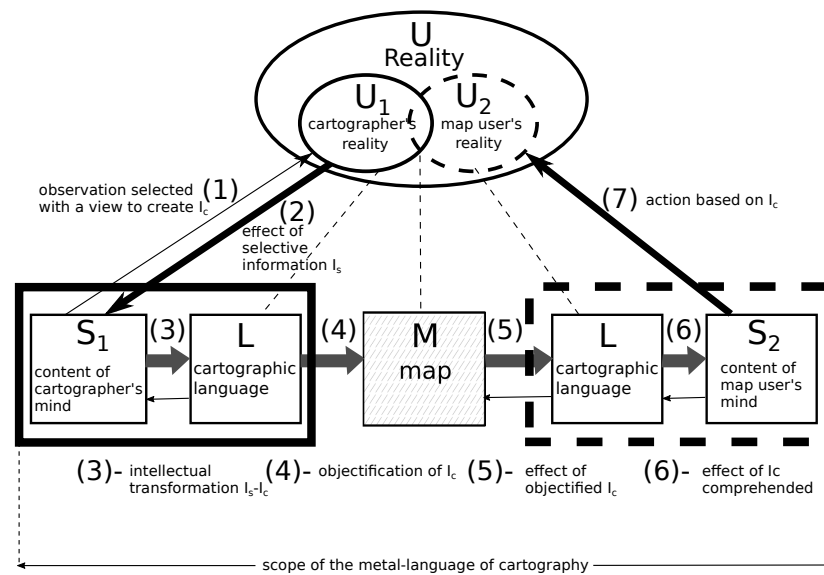 U
Reality
U1
cartographer's
reality
U2
map user's
reality
observation selected
with a view to create Ic
(1)
(2)
effect of
selective
information Is
(7)
action based on Ic
S1
content of
cartographer's
mind
(3)
L
cartographic
language
(4)
M
map
(5)
L
cartographic
language
(6)
S2
content of
map user's
mind
(3)- intellectual
transformation Is-Ic
(4)- objectification of Ic
(5)- effect of
objectified Ic
(6)- effect of Ic
comprehended
scope of the metal-language of cartography